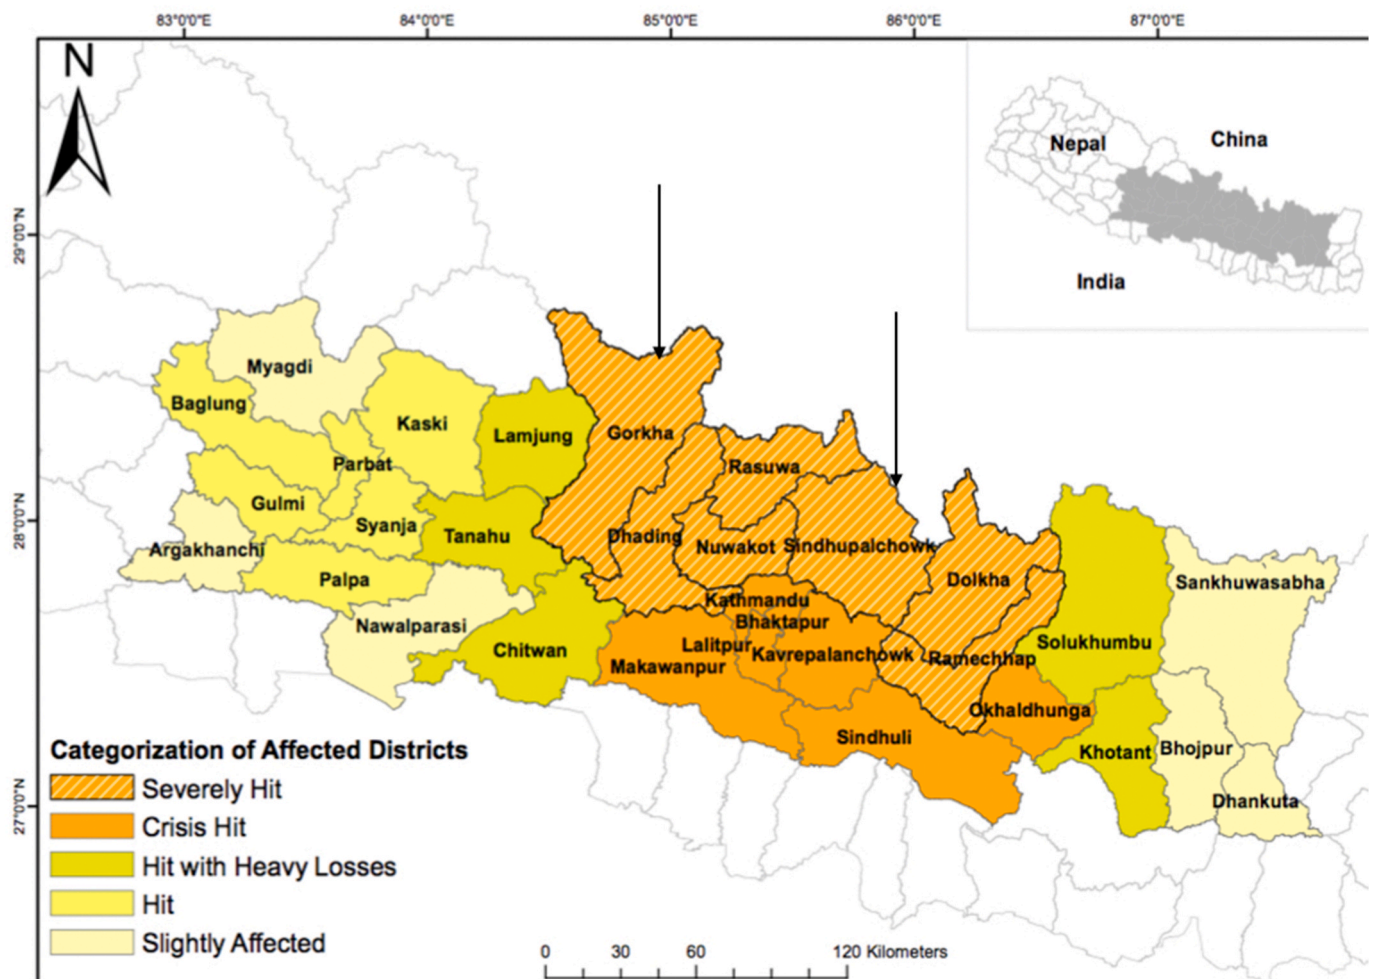 83°0'0"E 84°0'0"E 85°0'0"E 86°0'0"E 87°0'0"E
N
China
Nepal
India
29°0'0"N
28°0'0"N
27°0'0"N
Myagdi
Baglung
Kaski
Lamjung
Gorkha
Parbat
Rasuwa
Gulmi
Syanja
Tanahu
Dhading
Nuwakot
Sindhupalchowk
Argakhanchi
Palpa
Dolkha
Sankhuwasabha
Kathmandu
Bhaktapur
Nawalparasi
Chitwan
Lalitpur
Kavrepalanchowk
Makawanpur
Ramechhap
Solukhumbu
Okhaldhunga
Sindhuli
Khotant
Bhojpur
Dhankuta
Categorization of Affected Districts
Severely Hit
Crisis Hit
Hit with Heavy Losses
Hit
Slightly Affected
0 30 60 120 Kilometers